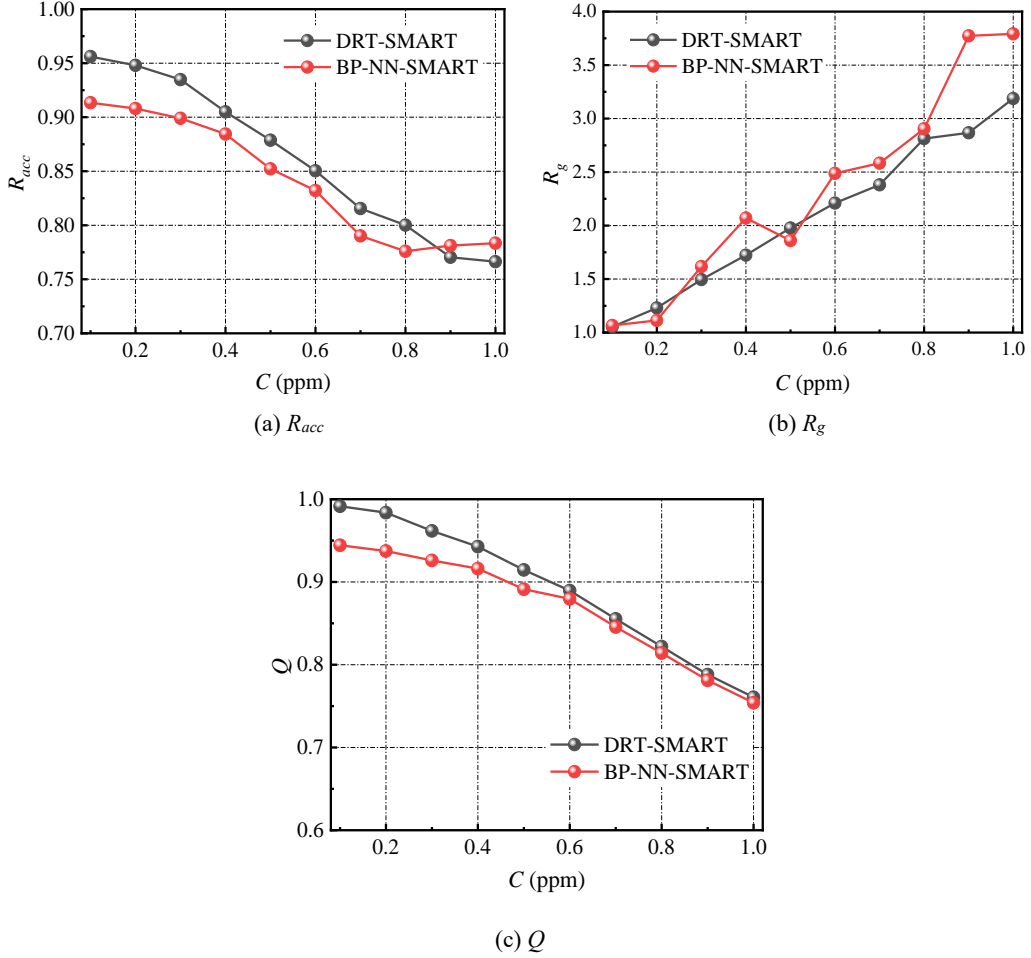 1.00
0.95
0.90
0.85
0.80
0.75
0.70
R_acc
DRT-SMART
BP-NN-SMART
0.2 0.4 0.6 0.8 1.0
C (ppm)
(a) R_acc
4.0
3.5
3.0
2.5
2.0
1.5
1.0
R_g
DRT-SMART
BP-NN-SMART
0.2 0.4 0.6 0.8 1.0
C (ppm)
(b) R_g
1.0
0.9
0.8
0.7
0.6
Q
DRT-SMART
BP-NN-SMART
0.2 0.4 0.6 0.8 1.0
C (ppm)
(c) Q